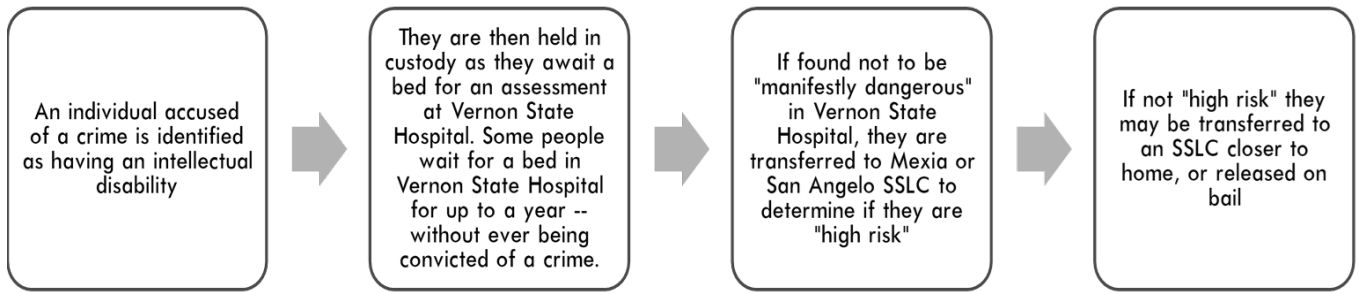 An individual accused
of a crime is identified
as having an intellectual
disability
They are then held in
custody as they await a
bed for an assessment
at Vernon State
Hospital. Some people
wait for a bed in
Vernon State Hospital
for up to a year --
without ever being
convicted of a crime.
If found not to be
"manifestly dangerous"
in Vernon State
Hospital, they are
transferred to Mexia or
San Angelo SSLC to
determine if they are
"high risk"
If not "high risk" they
may be transferred to
an SSLC closer to
home, or released on
bail